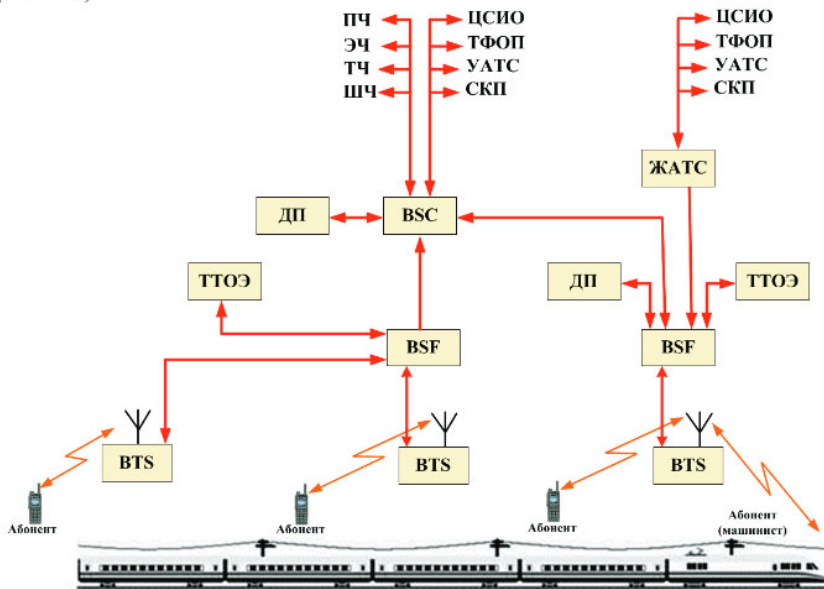 ПЧ ЦСИО ЦСИО
ЭЧ ТФОП ТФОП
ТЧ УАТС УАТС
ШЧ СКП СКП
ЖАТС
ДП BSC
ТТОЭ ДП ТТОЭ
BSF BSF
BTS BTS BTS
Абонент Абонент Абонент Абонент
(машинист)